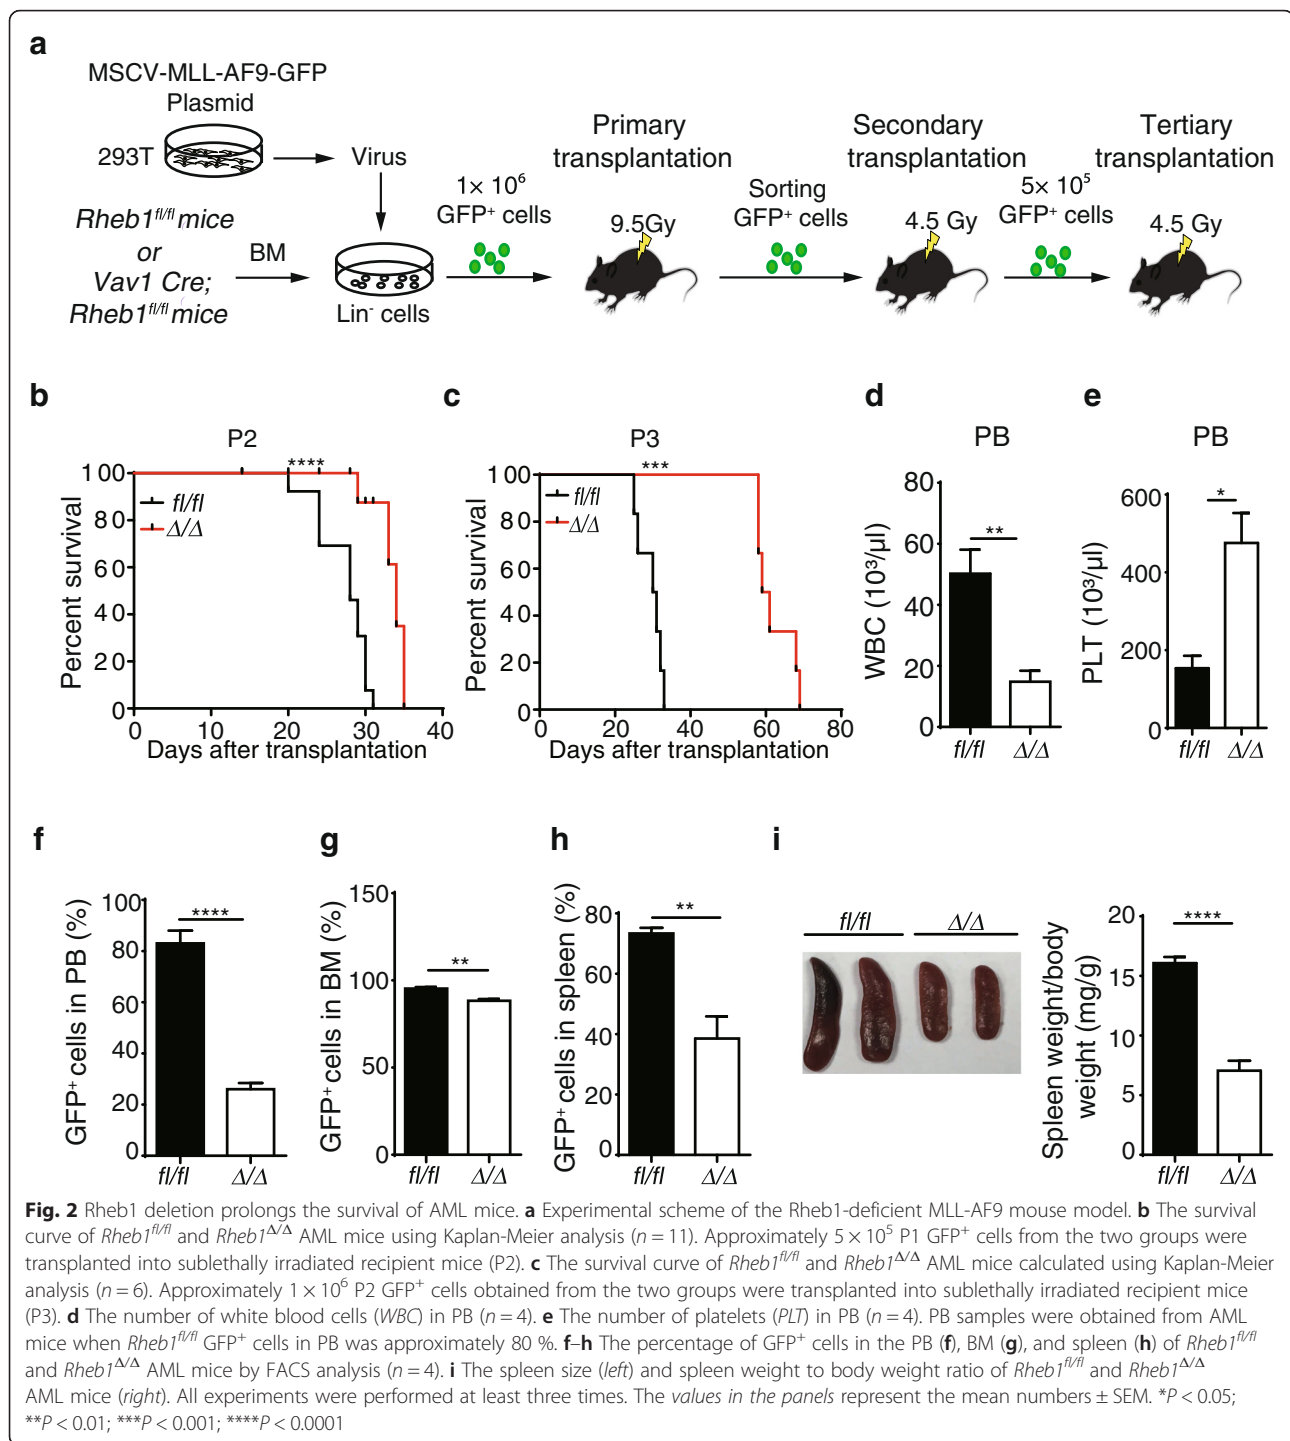 a
MSCV-MLL-AF9-GFP
Plasmid
293T
Virus
Rheb1fl/fl mice
or
Vav1 Cre;
Rheb1fl/fl mice
BM
Lin- cells
1× 10⁶
GFP⁺ cells
Primary
transplantation
9.5Gy
Sorting
GFP⁺ cells
Secondary
transplantation
4.5 Gy
5× 10⁵
GFP⁺ cells
Tertiary
transplantation
4.5 Gy
b
P2
****
fl/fl
Δ/Δ
Percent survival
100
80
60
40
20
0
0 10 20 30 40
Days after transplantation
c
P3
***
fl/fl
Δ/Δ
Percent survival
100
80
60
40
20
0
0 20 40 60 80
Days after transplantation
d
PB
**
WBC (10³/µl)
80
60
40
20
0
fl/fl Δ/Δ
e
PB
*
PLT (10³/µl)
600
400
200
0
fl/fl Δ/Δ
f
****
GFP⁺ cells in PB (%)
100
80
60
40
20
0
fl/fl Δ/Δ
g
**
GFP⁺ cells in BM (%)
150
100
50
0
fl/fl Δ/Δ
h
**
GFP⁺ cells in spleen (%)
80
60
40
20
0
fl/fl Δ/Δ
i
fl/fl Δ/Δ
****
Spleen weight/body
weight (mg/g)
20
15
10
5
0
fl/fl Δ/Δ
Fig. 2 Rheb1 deletion prolongs the survival of AML mice. a Experimental scheme of the Rheb1-deficient MLL-AF9 mouse model. b The survival
curve of Rheb1fl/fl and Rheb1Δ/Δ AML mice using Kaplan-Meier analysis (n = 11). Approximately 5 × 10⁵ P1 GFP⁺ cells from the two groups were
transplanted into sublethally irradiated recipient mice (P2). c The survival curve of Rheb1fl/fl and Rheb1Δ/Δ AML mice calculated using Kaplan-Meier
analysis (n = 6). Approximately 1 × 10⁶ P2 GFP⁺ cells obtained from the two groups were transplanted into sublethally irradiated recipient mice
(P3). d The number of white blood cells (WBC) in PB (n = 4). e The number of platelets (PLT) in PB (n = 4). PB samples were obtained from AML
mice when Rheb1fl/fl GFP⁺ cells in PB was approximately 80 %. f–h The percentage of GFP⁺ cells in the PB (f), BM (g), and spleen (h) of Rheb1fl/fl
and Rheb1Δ/Δ AML mice by FACS analysis (n = 4). i The spleen size (left) and spleen weight to body weight ratio of Rheb1fl/fl and Rheb1Δ/Δ
AML mice (right). All experiments were performed at least three times. The values in the panels represent the mean numbers ± SEM. *P < 0.05;
**P < 0.01; ***P < 0.001; ****P < 0.0001